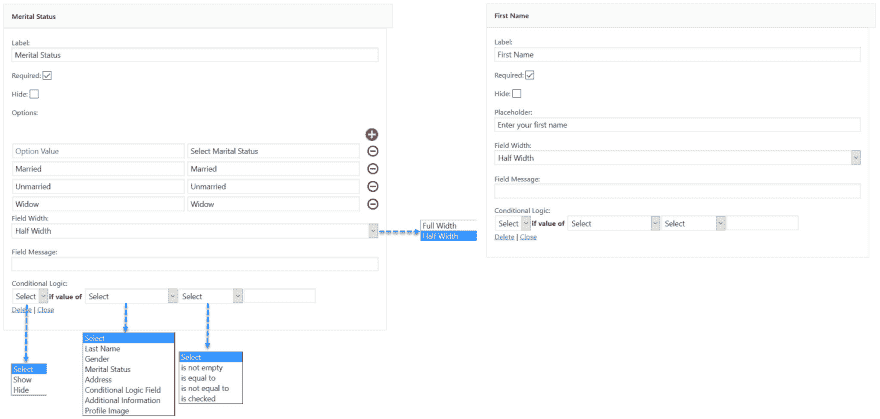 Merital Status
Label:
Merital Status
Required:
Hide:
Options:
Option Value Select Marital Status
Married Married
Unmarried Unmarried
Widow Widow
Field Width:
Half Width
Full Width
Half Width
Field Message:
Conditional Logic:
Select if value of Select Select
Delete | Close
Select
Show
Hide
Select
Last Name
Gender
Merital Status
Address
Conditional Logic Field
Additional Information
Profile Image
Select
is not empty
is equal to
is not equal to
is checked
First Name
Label:
First Name
Required:
Hide:
Placeholder:
Enter your first name
Field Width:
Half Width
Field Message:
Conditional Logic:
Select if value of Select Select
Delete | Close